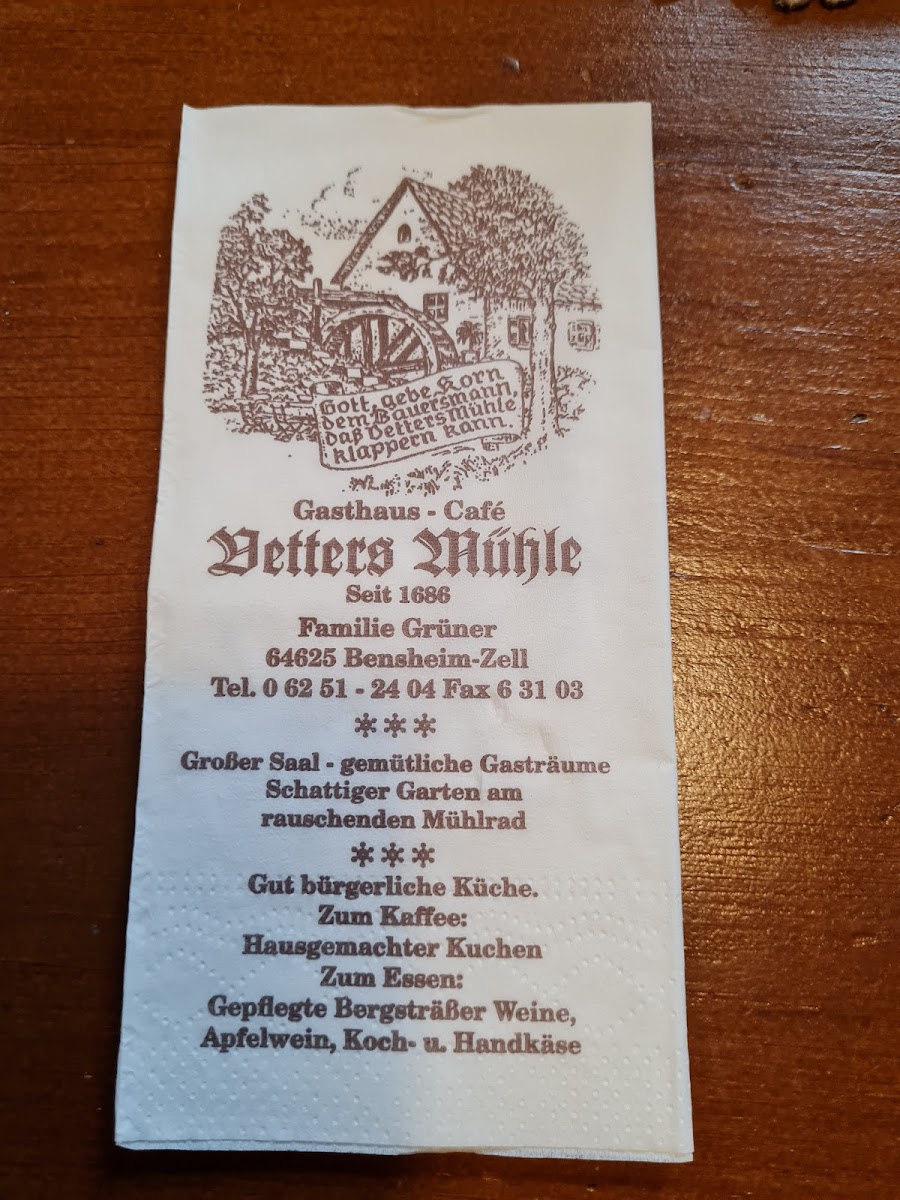 Gott, gebe Korn
dem Bauersmann,
daß Vettersmühle
klappern kann.
Gasthaus - Café
Vetters Mühle
Seit 1686
Familie Grüner
64625 Bensheim-Zell
Tel. 0 62 51 - 24 04 Fax 6 31 03
***
Großer Saal - gemütliche Gasträume
Schattiger Garten am
rauschenden Mühlrad
***
Gut bürgerliche Küche.
Zum Kaffee:
Hausgemachter Kuchen
Zum Essen:
Gepflegte Bergsträßer Weine,
Apfelwein, Koch- u. Handkäse